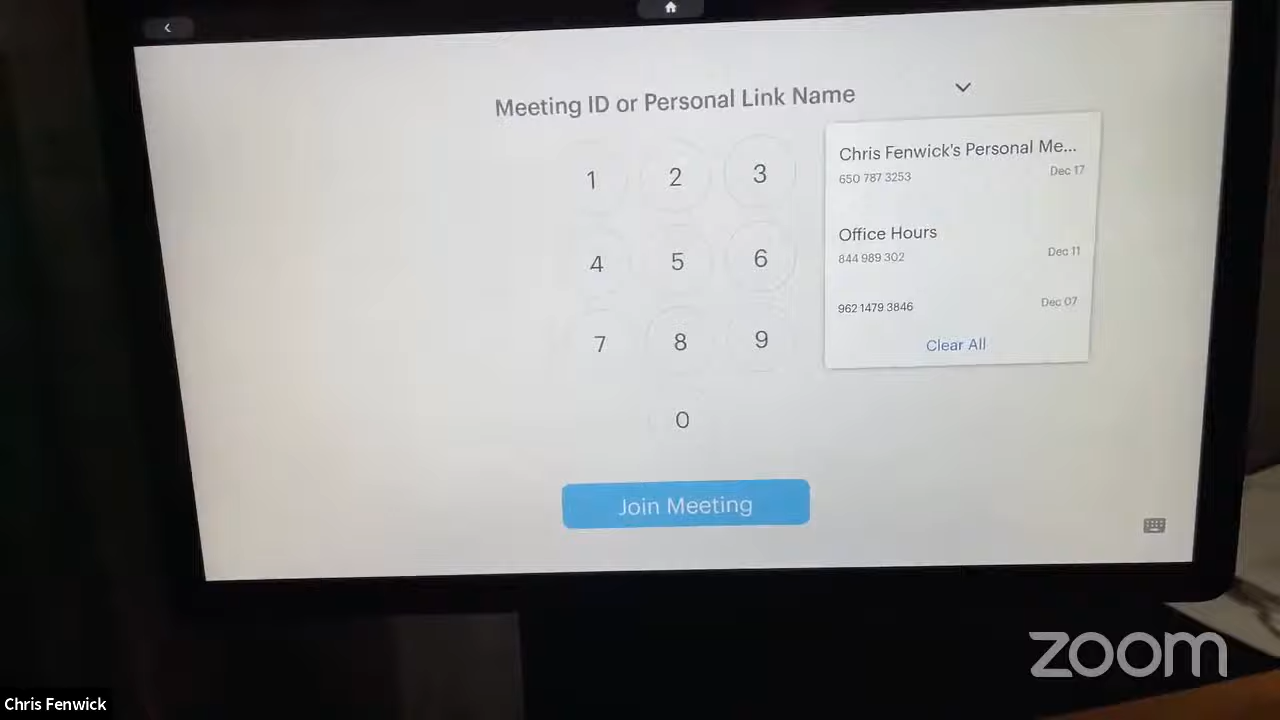 Meeting ID or Personal Link Name
1 2 3
4 5 6
7 8 9
0
Join Meeting
Chris Fenwick's Personal Me...
650 787 3253 Dec 17
Office Hours
844 989 302 Dec 11
962 1479 3846 Dec 07
Clear All
zoom
Chris Fenwick